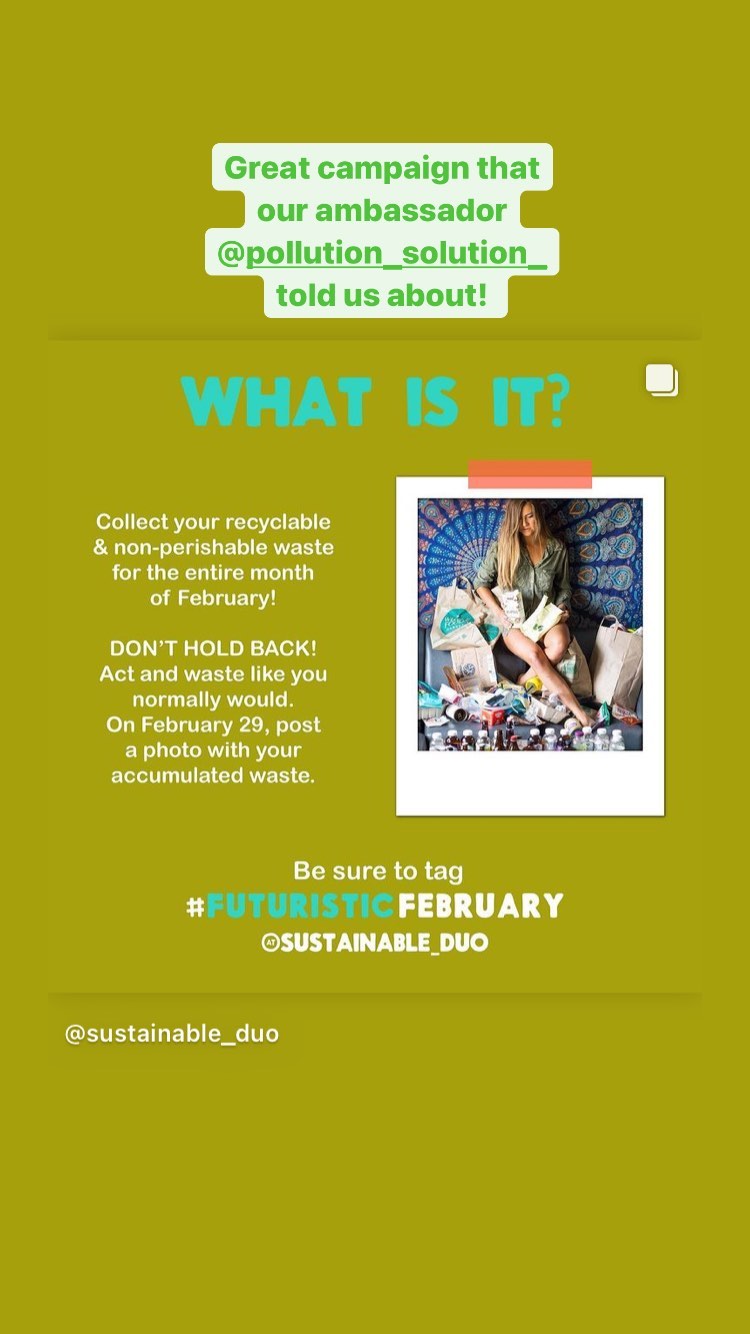 Great campaign that
our ambassador
@pollution_solution_
told us about!
WHAT IS IT?
Collect your recyclable
& non-perishable waste
for the entire month
of February!
DON'T HOLD BACK!
Act and waste like you
normally would.
On February 29, post
a photo with your
accumulated waste.
Be sure to tag
#FUTURISTICFEBRUARY
@SUSTAINABLE_DUO
@sustainable_duo